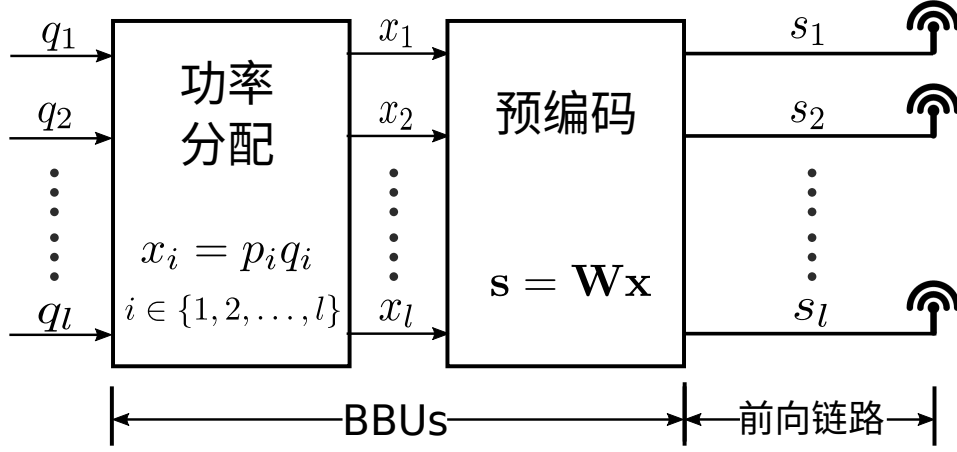 q₁ x₁ s₁
功率
分配
预编码
q₂ x₂ s₂
xᵢ = pᵢqᵢ
i ∈ {1, 2, . . . , l}
s = Wx
qₗ xₗ sₗ
BBUs 前向链路